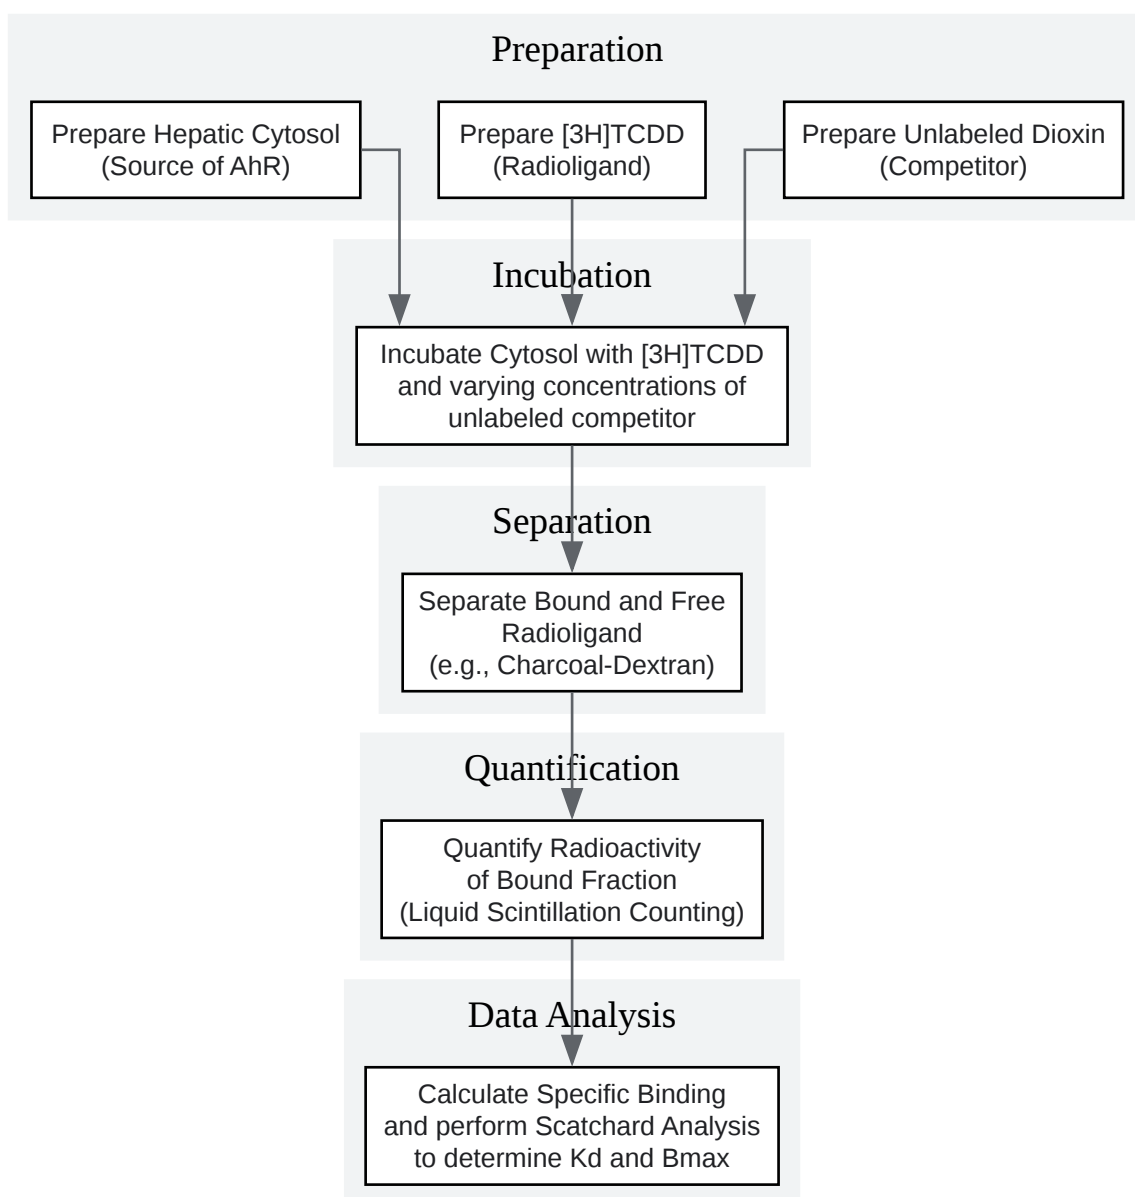 Preparation
Prepare Hepatic Cytosol
(Source of AhR)
Prepare [3H]TCDD
(Radioligand)
Prepare Unlabeled Dioxin
(Competitor)
Incubation
Incubate Cytosol with [3H]TCDD
and varying concentrations of
unlabeled competitor
Separation
Separate Bound and Free
Radioligand
(e.g., Charcoal-Dextran)
Quantification
Quantify Radioactivity
of Bound Fraction
(Liquid Scintillation Counting)
Data Analysis
Calculate Specific Binding
and perform Scatchard Analysis
to determine Kd and Bmax